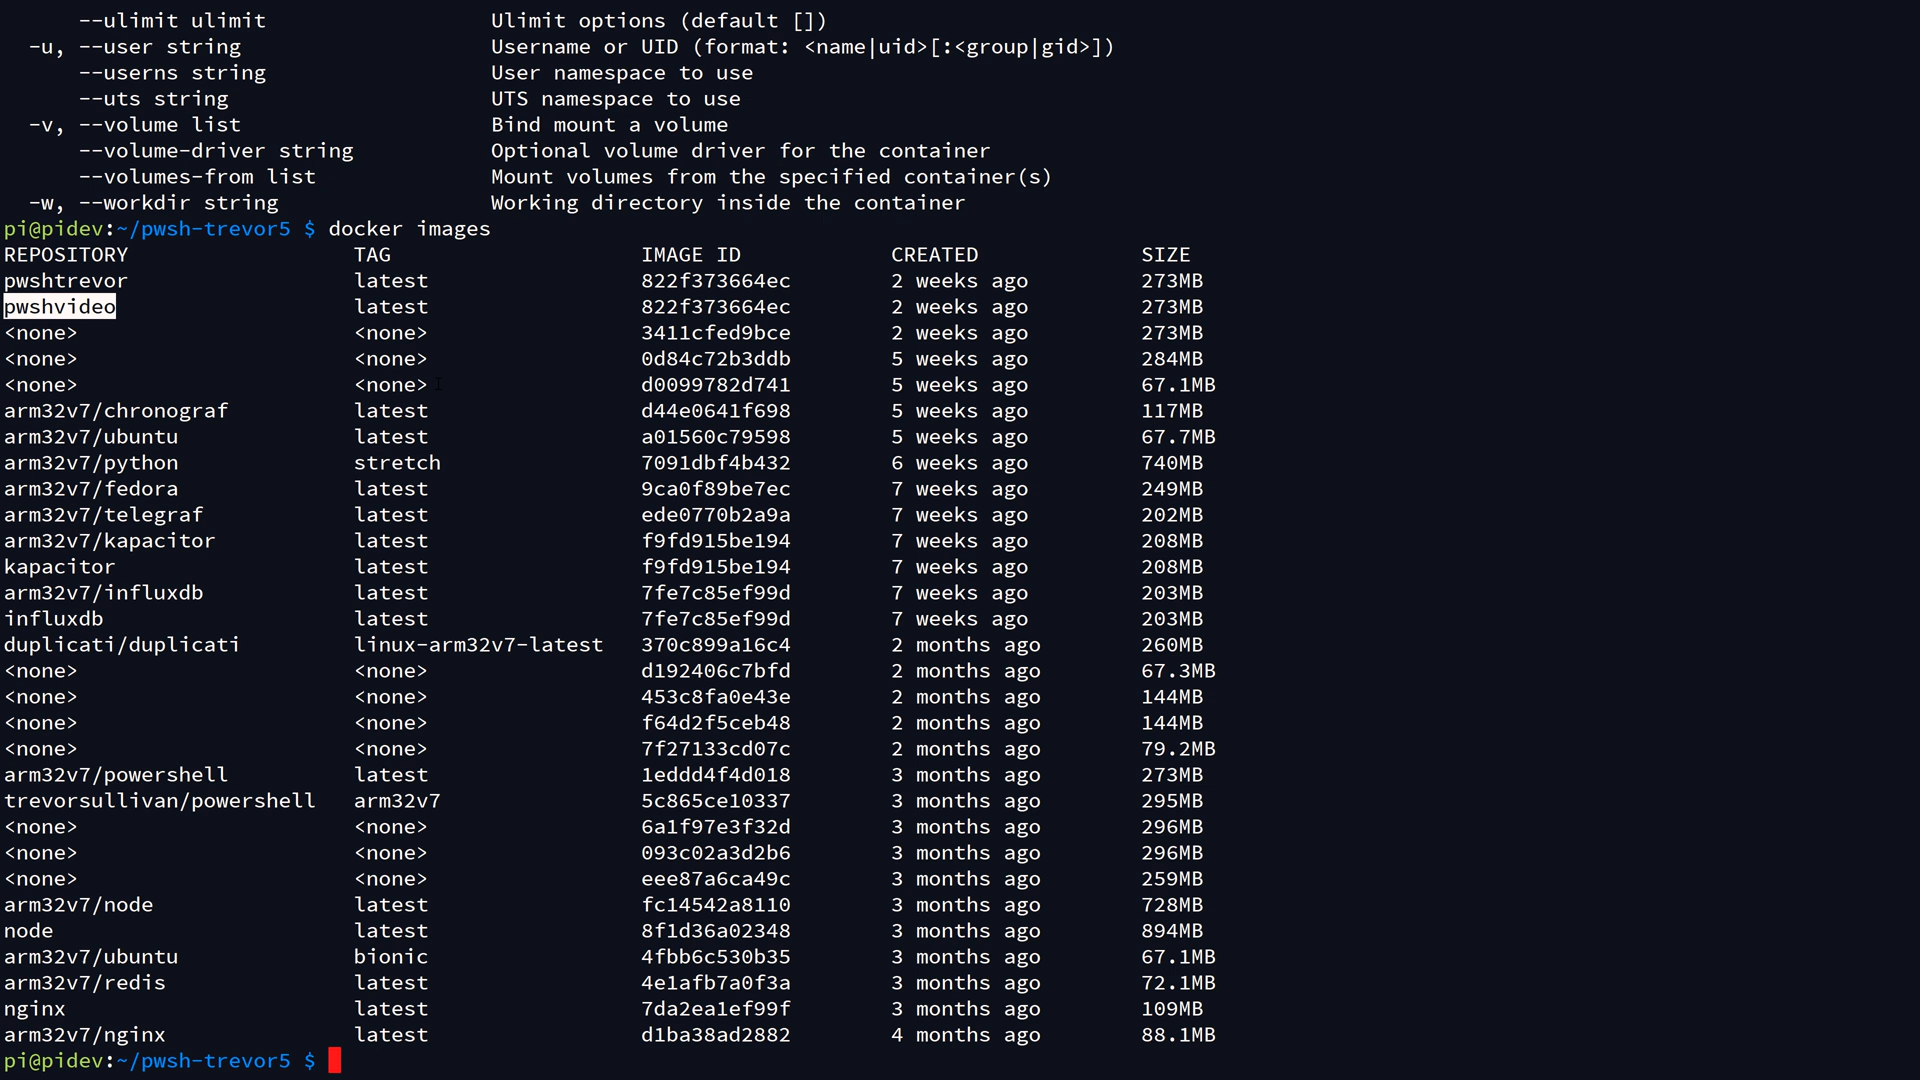 --ulimit ulimit Ulimit options (default [])
-u, --user string Username or UID (format: <name|uid>[:<group|gid>])
--userns string User namespace to use
--uts string UTS namespace to use
-v, --volume list Bind mount a volume
--volume-driver string Optional volume driver for the container
--volumes-from list Mount volumes from the specified container(s)
-w, --workdir string Working directory inside the container
pi@pidev:~/pwsh-trevor5 $ docker images
REPOSITORY TAG IMAGE ID CREATED SIZE
pwshtrevor latest 822f373664ec 2 weeks ago 273MB
pwshvideo latest 822f373664ec 2 weeks ago 273MB
<none> <none> 3411cfed9bce 2 weeks ago 273MB
<none> <none> 0d84c72b3ddb 5 weeks ago 284MB
<none> <none> d0099782d741 5 weeks ago 67.1MB
arm32v7/chronograf latest d44e0641f698 5 weeks ago 117MB
arm32v7/ubuntu latest a01560c79598 5 weeks ago 67.7MB
arm32v7/python stretch 7091dbf4b432 6 weeks ago 740MB
arm32v7/fedora latest 9ca0f89be7ec 7 weeks ago 249MB
arm32v7/telegraf latest ede0770b2a9a 7 weeks ago 202MB
arm32v7/kapacitor latest f9fd915be194 7 weeks ago 208MB
kapacitor latest f9fd915be194 7 weeks ago 208MB
arm32v7/influxdb latest 7fe7c85ef99d 7 weeks ago 203MB
influxdb latest 7fe7c85ef99d 7 weeks ago 203MB
duplicati/duplicati linux-arm32v7-latest 370c899a16c4 2 months ago 260MB
<none> <none> d192406c7bfd 2 months ago 67.3MB
<none> <none> 453c8fa0e43e 2 months ago 144MB
<none> <none> f64d2f5ceb48 2 months ago 144MB
<none> <none> 7f27133cd07c 2 months ago 79.2MB
arm32v7/powershell latest 1eddd4f4d018 3 months ago 273MB
trevorsullivan/powershell arm32v7 5c865ce10337 3 months ago 295MB
<none> <none> 6a1f97e3f32d 3 months ago 296MB
<none> <none> 093c02a3d2b6 3 months ago 296MB
<none> <none> eee87a6ca49c 3 months ago 259MB
arm32v7/node latest fc14542a8110 3 months ago 728MB
node latest 8f1d36a02348 3 months ago 894MB
arm32v7/ubuntu bionic 4fbb6c530b35 3 months ago 67.1MB
arm32v7/redis latest 4e1afb7a0f3a 3 months ago 72.1MB
nginx latest 7da2ea1ef99f 3 months ago 109MB
arm32v7/nginx latest d1ba38ad2882 4 months ago 88.1MB
pi@pidev:~/pwsh-trevor5 $